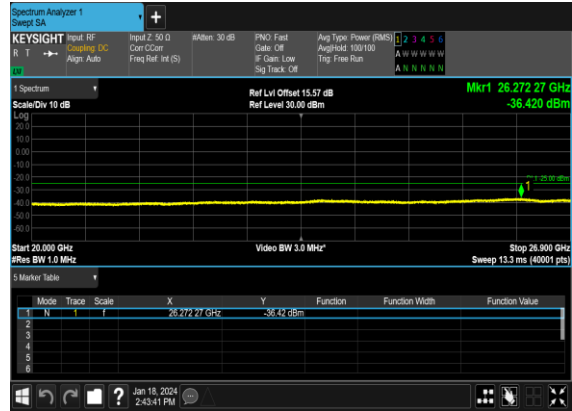 Spectrum Analyzer 1
Swept SA
+
KEYSIGHT Input: RF Input Z: 50 Ω #Atten: 30 dB PNO: Fast Avg Type: Power (RMS) 1 2 3 4 5 6
R T Coupling: DC Corr CCorr Gate: Off Avg|Hold: 100/100 A W W W W W
Align: Auto Freq Ref: Int (S) IF Gain: Low Trig: Free Run
Sig Track: Off A N N N N N
1 Spectrum Ref Lvl Offset 15.57 dB Mkr1 26.272 27 GHz
Scale/Div 10 dB Ref Level 30.00 dBm -36.420 dBm
Log
20.0
10.0
0.00
-10.0
-20.0
-25.00 dBm
1
-30.0
-40.0
-50.0
-60.0
Start 20.000 GHz Video BW 3.0 MHz* Stop 26.900 GHz
#Res BW 1.0 MHz Sweep 13.3 ms (40001 pts)
5 Marker Table
Mode Trace Scale X Y Function Function Width Function Value
1 N 1 f 26.272 27 GHz -36.42 dBm
2
3
4
5
6
? Jan 18, 2024
2:43:41 PM